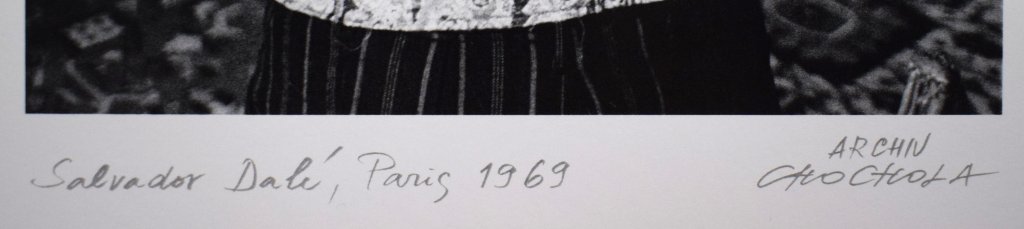 Salvador Dalí, Paris 1969
ARCHIV
CHOCHOLA